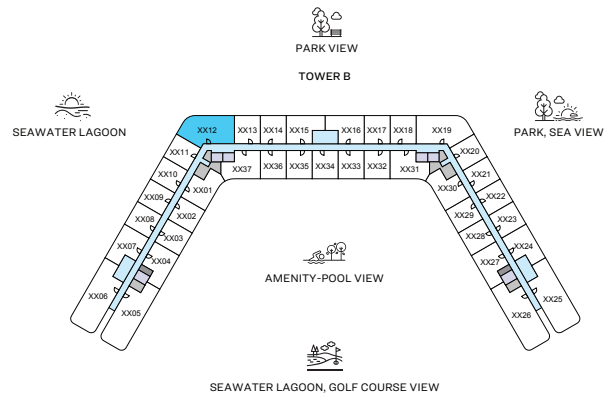 PARK VIEW
TOWER B
SEAWATER LAGOON
PARK, SEA VIEW
XX12
XX13
XX14
XX15
XX16
XX17
XX18
XX19
XX11
XX20
XX10
XX01
XX37
XX36
XX35
XX34
XX33
XX32
XX31
XX30
XX21
XX09
XX02
XX29
XX22
XX08
XX03
XX28
XX23
XX07
XX04
XX27
XX24
XX06
XX05
XX26
XX25
AMENITY-POOL VIEW
SEAWATER LAGOON, GOLF COURSE VIEW